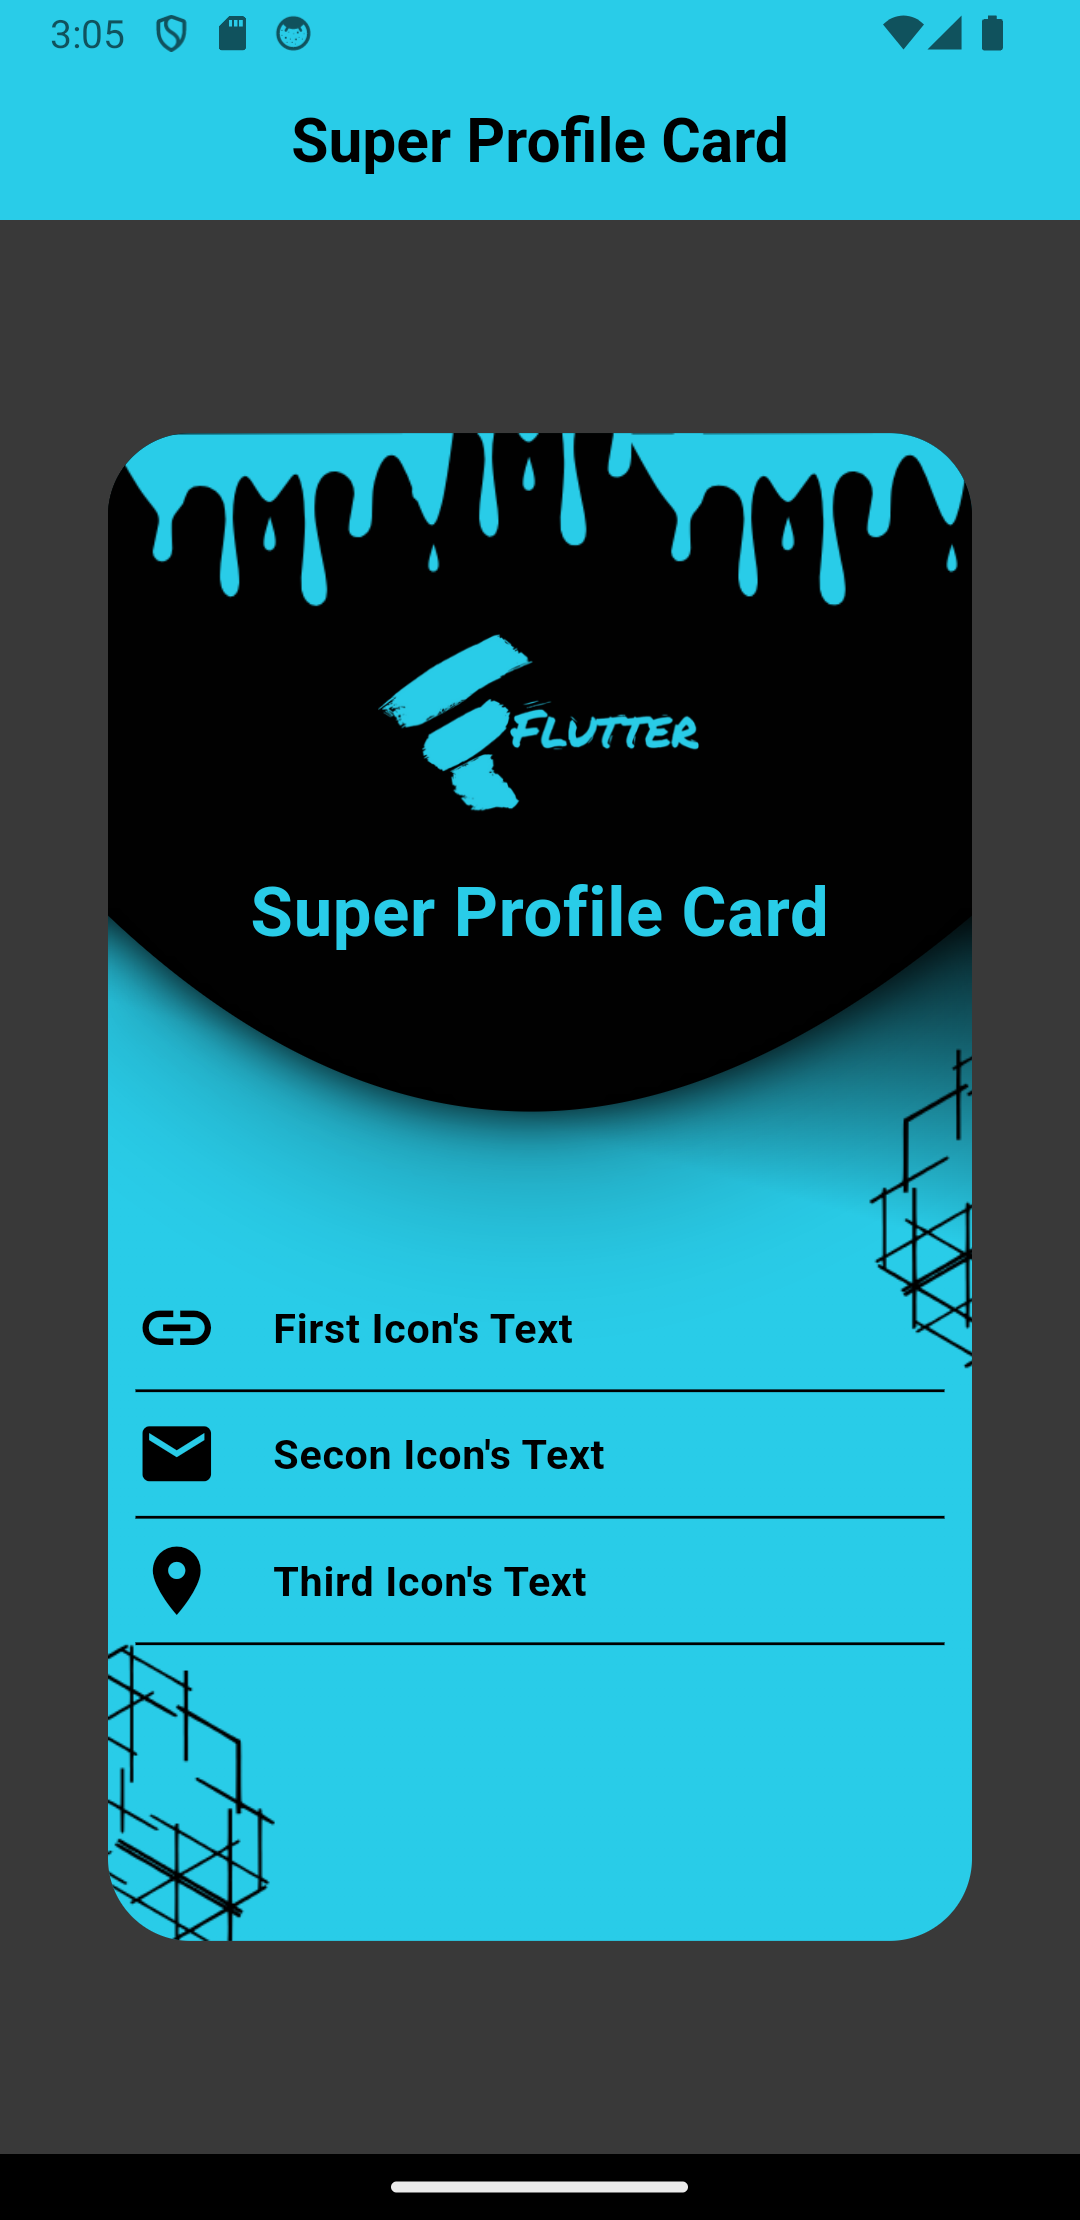 3:05
Super Profile Card
FLUTTER
Super Profile Card
First Icon's Text
Secon Icon's Text
Third Icon's Text